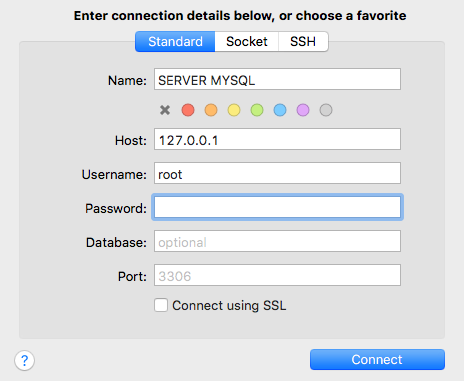 Enter connection details below, or choose a favorite
Standard Socket SSH
Name: SERVER MYSQL
Host: 127.0.0.1
Username: root
Password:
Database: optional
Port: 3306
Connect using SSL
? Connect